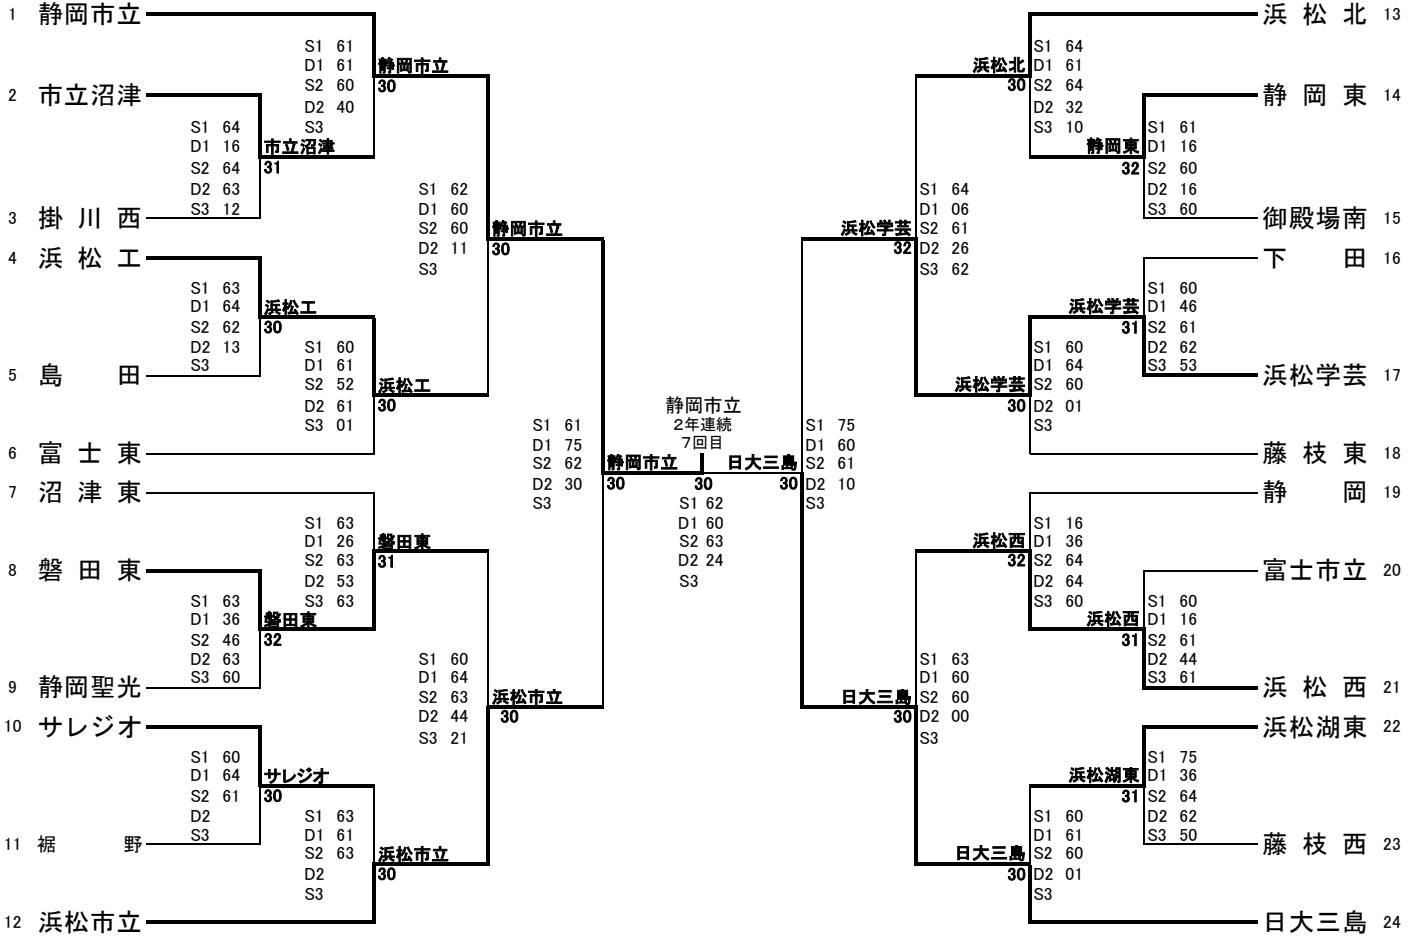 1 静岡市立
2 市立沼津
3 掛川西
4 浜松工
5 島田
6 富士東
7 沼津東
8 磐田東
9 静岡聖光
10 サレジオ
11 裾野
12 浜松市立
S1 64
D1 16
S2 64
D2 63
S3 12
市立沼津
31
S1 63
D1 64
S2 62
D2 13
S3
浜松工
30
S1 63
D1 36
S2 46
D2 63
S3 60
磐田東
32
S1 60
D1 64
S2 61
D2
S3
サレジオ
30
S1 61
D1 61
S2 60
D2 40
S3
静岡市立
30
S1 60
D1 61
S2 52
D2 61
S3 01
浜松工
30
S1 63
D1 26
S2 63
D2 53
S3 63
磐田東
31
S1 63
D1 61
S2 63
D2
S3
浜松市立
30
S1 62
D1 60
S2 60
D2 11
S3
静岡市立
30
S1 60
D1 64
S2 63
D2 44
S3 21
浜松市立
30
S1 61
D1 75
S2 62
D2 30
S3
静岡市立
30
静岡市立
2年連続
7回目
30
S1 62
D1 60
S2 63
D2 24
S3
日大三島
30
S1 75
D1 60
S2 61
D2 10
S3
浜松学芸
32
S1 64
D1 06
S2 61
D2 26
S3 62
日大三島
30
S1 63
D1 60
S2 60
D2 00
S3
浜松北
30
S1 64
D1 61
S2 64
D2 32
S3 10
浜松学芸
30
S1 60
D1 64
S2 60
D2 01
S3
浜松西
32
S1 16
D1 36
S2 64
D2 64
S3 60
日大三島
30
S1 60
D1 61
S2 60
D2 01
S3
静岡東
32
S1 61
D1 16
S2 60
D2 16
S3 60
浜松学芸
31
S1 60
D1 46
S2 61
D2 62
S3 53
浜松西
31
S1 60
D1 16
S2 61
D2 44
S3 61
浜松湖東
31
S1 75
D1 36
S2 64
D2 62
S3 50
浜松北 13
静岡東 14
御殿場南 15
下田 16
浜松学芸 17
藤枝東 18
静岡 19
富士市立 20
浜松西 21
浜松湖東 22
藤枝西 23
日大三島 24